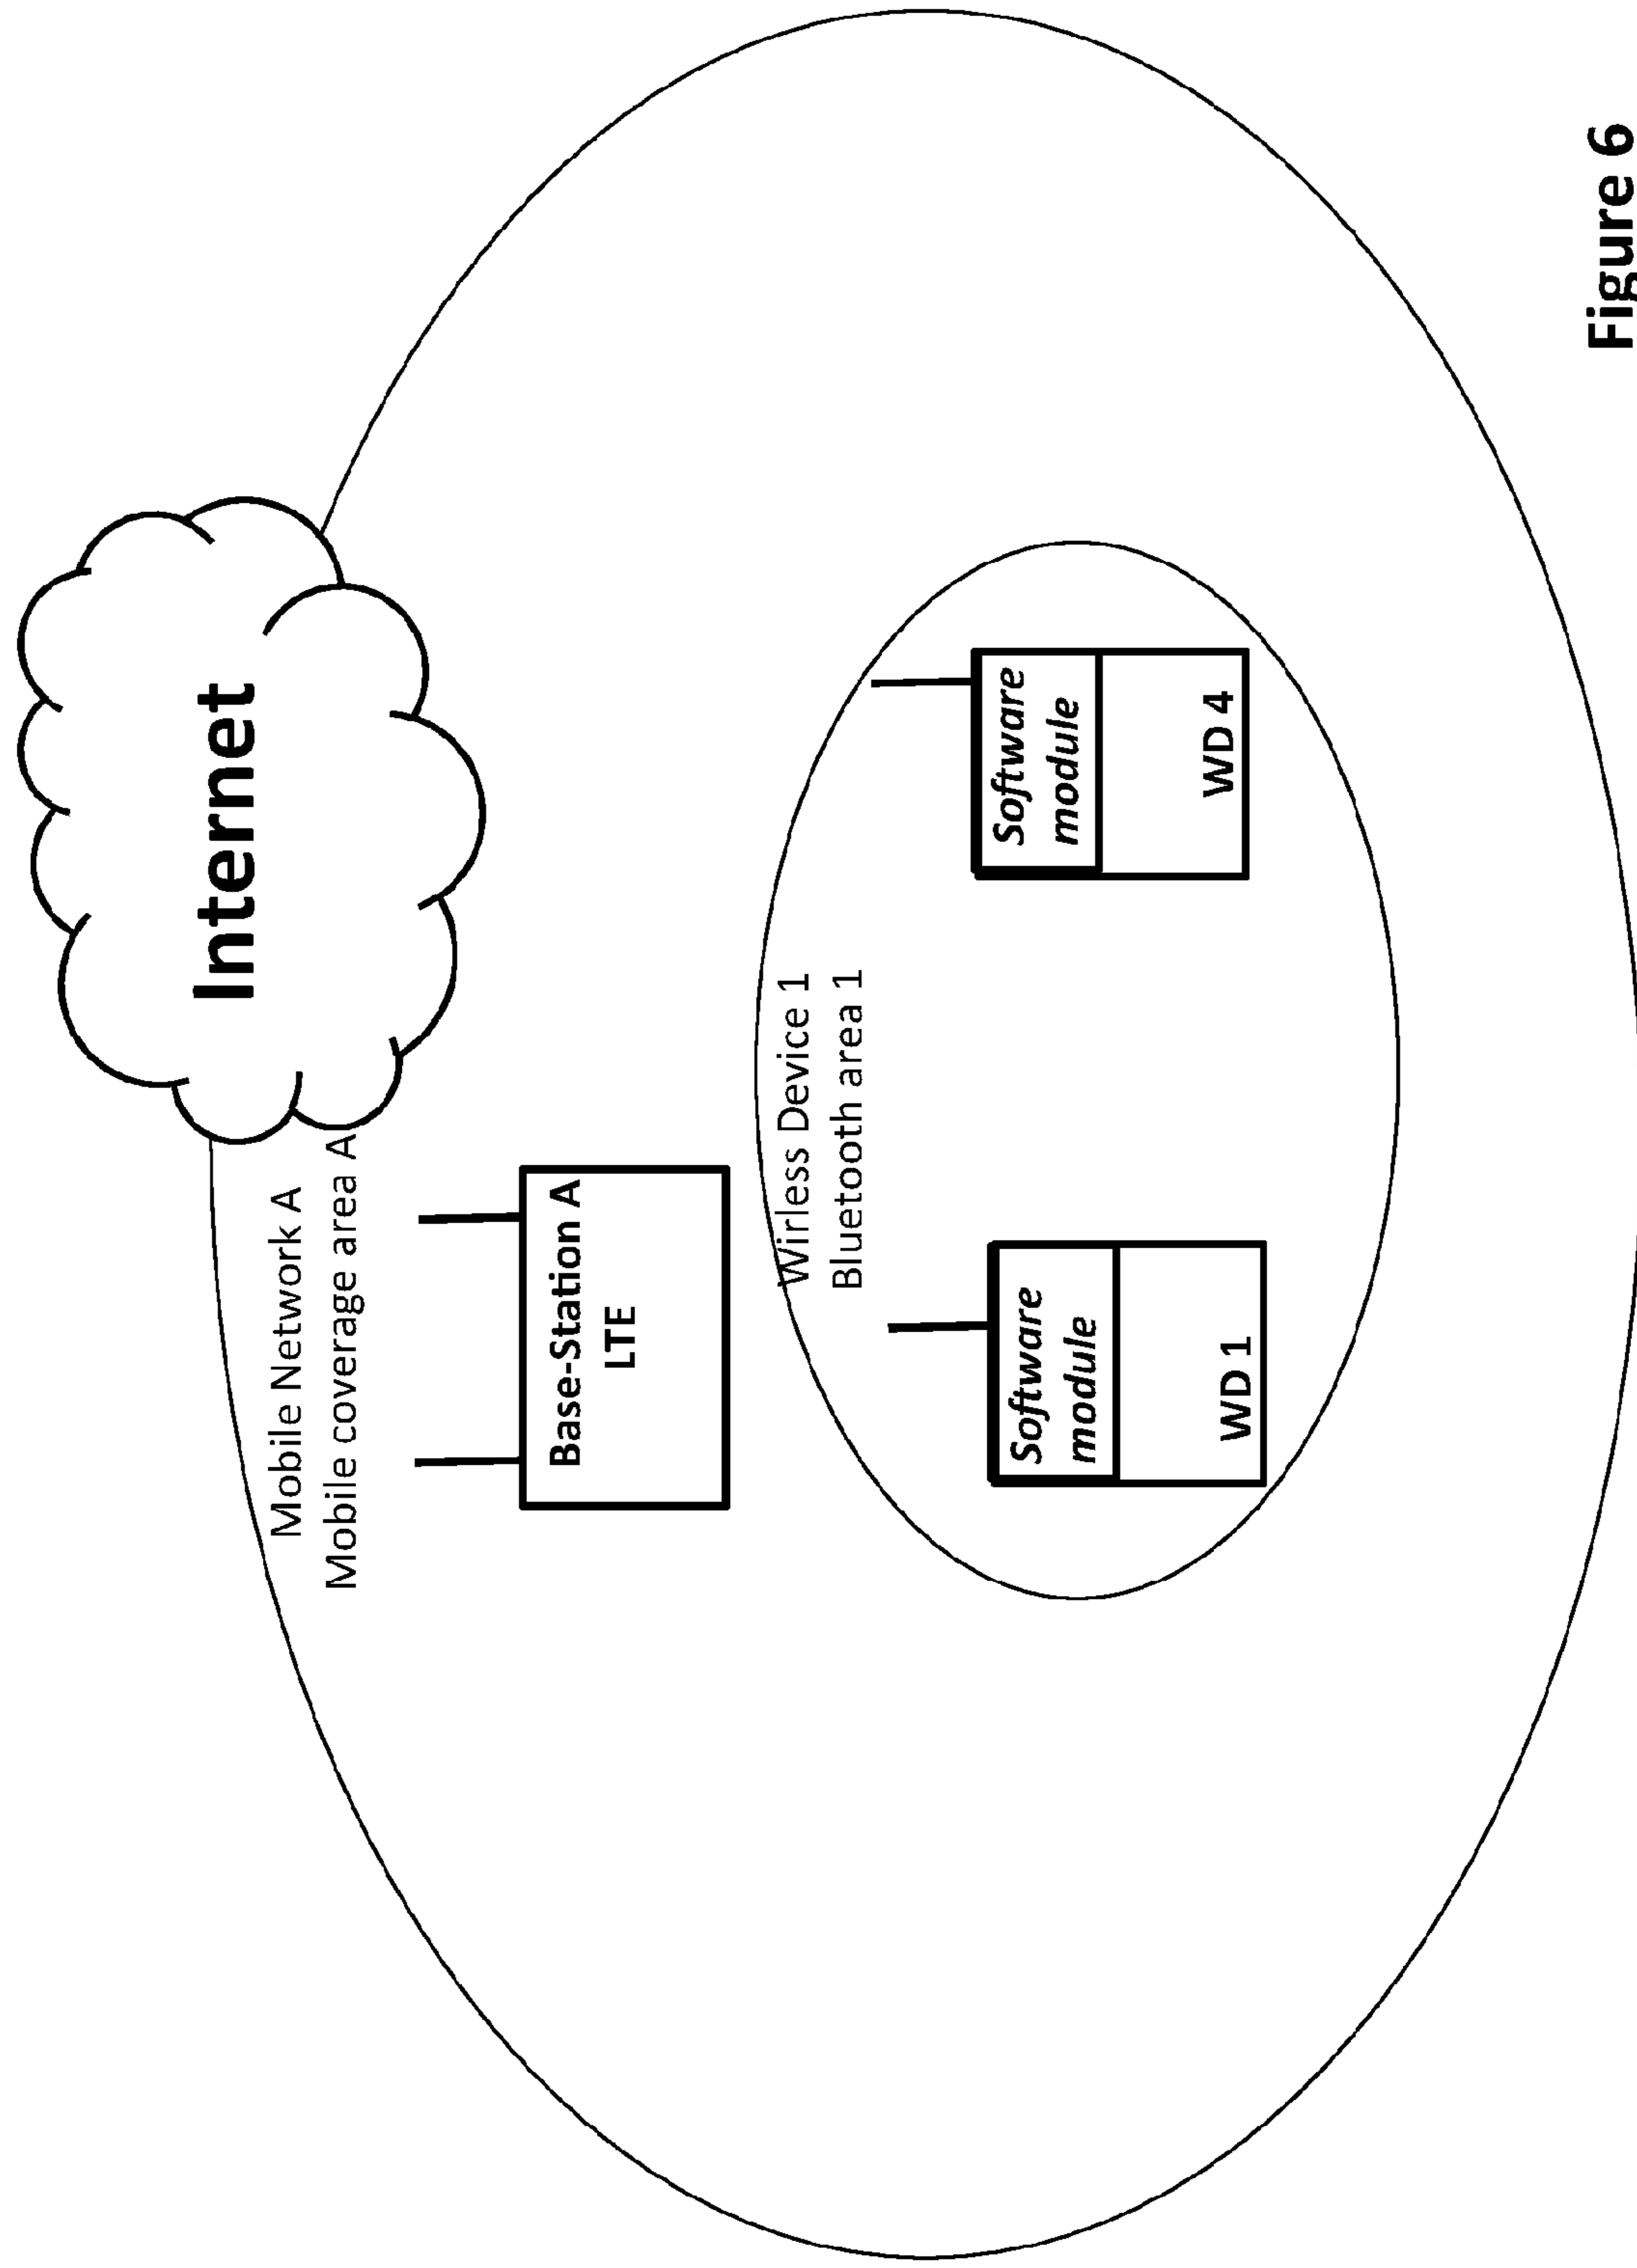 Internet
Mobile Network A
Mobile coverage area A
Base-Station A
LTE
Wirless Device 1
Bluetooth area 1
Software
module
WD 1
Software
module
WD 4
Figure 6